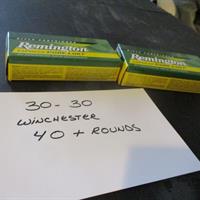 Remington
Remington
30-30
WINCHESTER
40 + ROUNDS